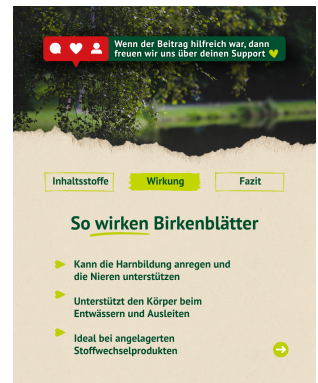 Wenn der Beitrag hilfreich war, dann
freuen wir uns über deinen Support
Inhaltsstoffe
Wirkung
Fazit
So wirken Birkenblätter
Kann die Harnbildung anregen und
die Nieren unterstützen
Unterstützt den Körper beim
Entwässern und Ausleiten
Ideal bei angelagerten
Stoffwechselprodukten